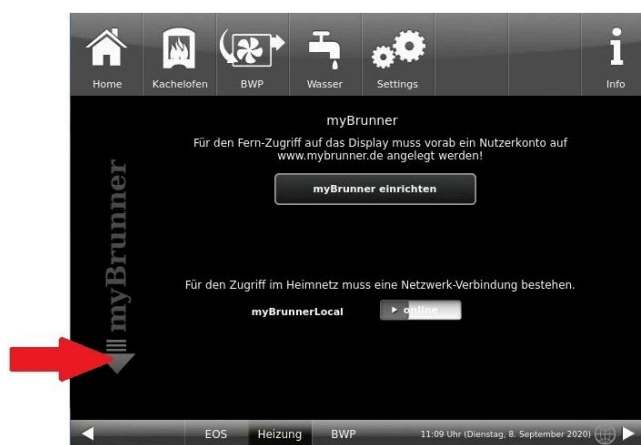 Home Kachelofen BWP Wasser Settings Info
myBrunner
Für den Fern-Zugriff auf das Display muss vorab ein Nutzerkonto auf
www.mybrunner.de angelegt werden!
myBrunner einrichten
myBrunner
Für den Zugriff im Heimnetz muss eine Netzwerk-Verbindung bestehen.
myBrunnerLocal online
EOS Heizung BWP 11:09 Uhr (Dienstag, 8. September 2020)